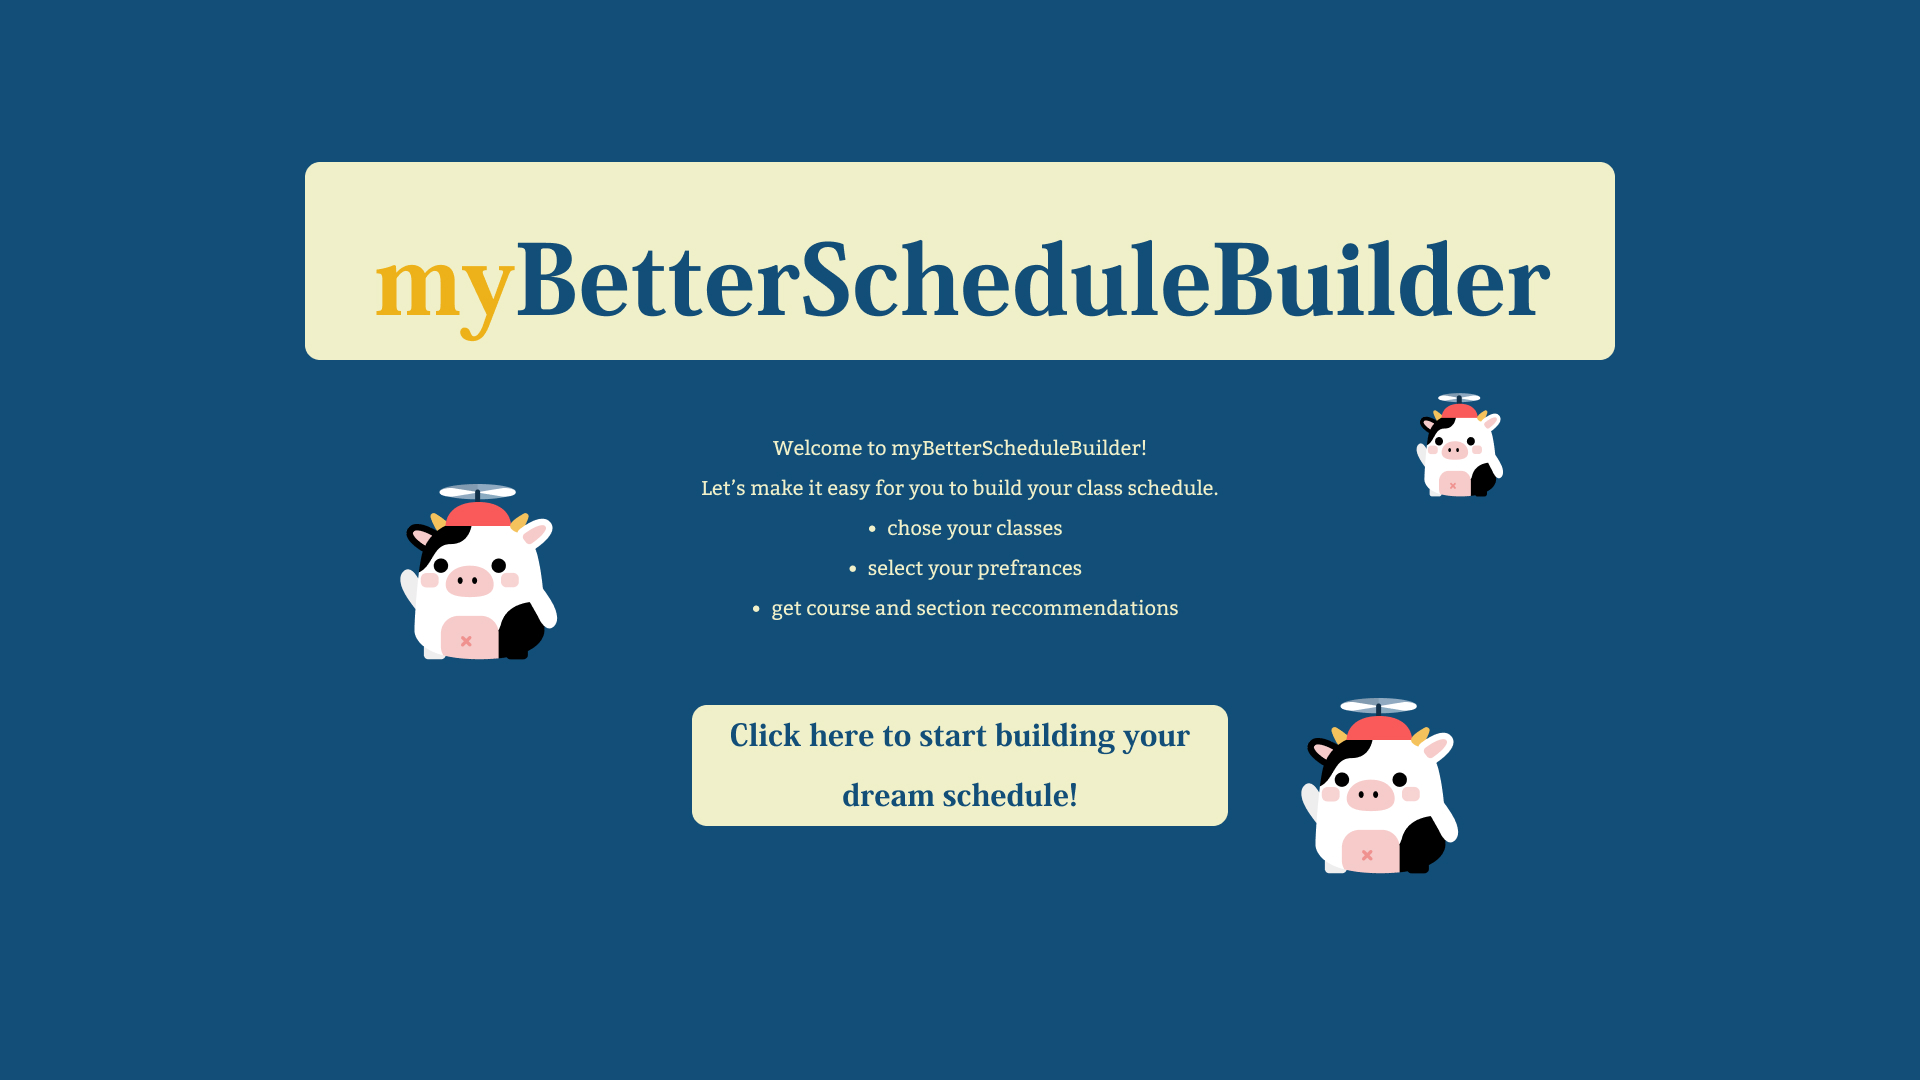 myBetterScheduleBuilder
Welcome to myBetterScheduleBuilder!
Let’s make it easy for you to build your class schedule.
• chose your classes
• select your prefrances
• get course and section reccommendations
Click here to start building your
dream schedule!